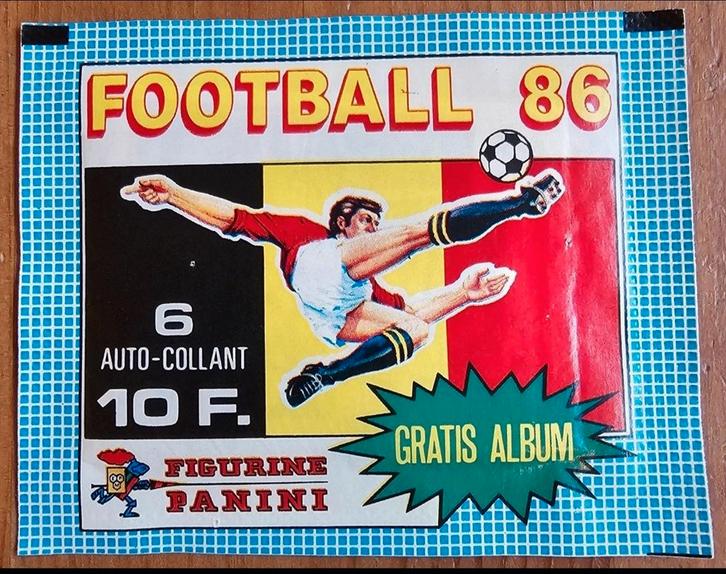 FOOTBALL 86
6
AUTO-COLLANT
10 F.
GRATIS ALBUM
FIGURINE
PANINI